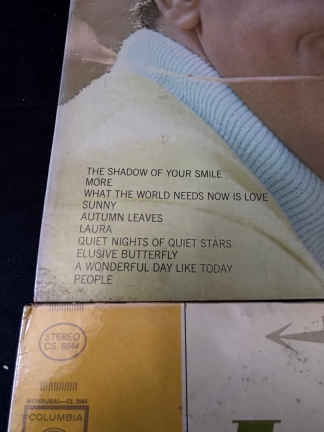 THE SHADOW OF YOUR SMILE
MORE
WHAT THE WORLD NEEDS NOW IS LOVE
SUNNY
AUTUMN LEAVES
LAURA
QUIET NIGHTS OF QUIET STARS
ELUSIVE BUTTERFLY
A WONDERFUL DAY LIKE TODAY
PEOPLE
STEREO
COLUMBIA